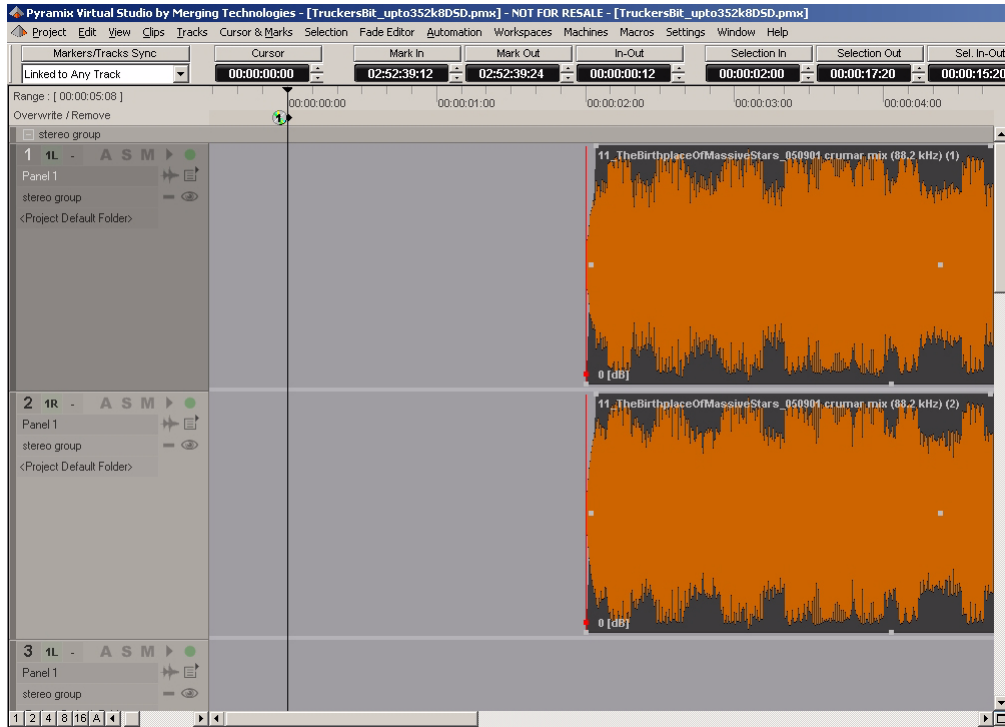 Pyramix Virtual Studio by Merging Technologies - [TruckersBit_upto352k8DSD.pmx] - NOT FOR RESALE - [TruckersBit_upto352k8DSD.pmx]
Project Edit View Clips Tracks Cursor & Marks Selection Fade Editor Automation Workspaces Machines Macros Settings Window Help
Markers/Tracks Sync Cursor Mark In Mark Out In-Out Selection In Selection Out Sel. In-Out
Linked to Any Track 00:00:00:00 02:52:39:12 02:52:39:24 00:00:00:12 00:00:02:00 00:00:17:20 00:00:15:20
Range : [ 00:00:05:08 ]
00:00:00:00 00:00:01:00 00:00:02:00 00:00:03:00 00:00:04:00
Overwrite / Remove
1
stereo group
1 1L - A S M
11_TheBirthplaceOfMassiveStars_050901 crumar mix (88.2 kHz) (1)
Panel 1
stereo group
<Project Default Folder>
0 [dB]
2 1R - A S M
11_TheBirthplaceOfMassiveStars_050901 crumar mix (88.2 kHz) (2)
Panel 1
stereo group
<Project Default Folder>
0 [dB]
3 1L - A S M
Panel 1
stereo group
1 2 4 8 16 A